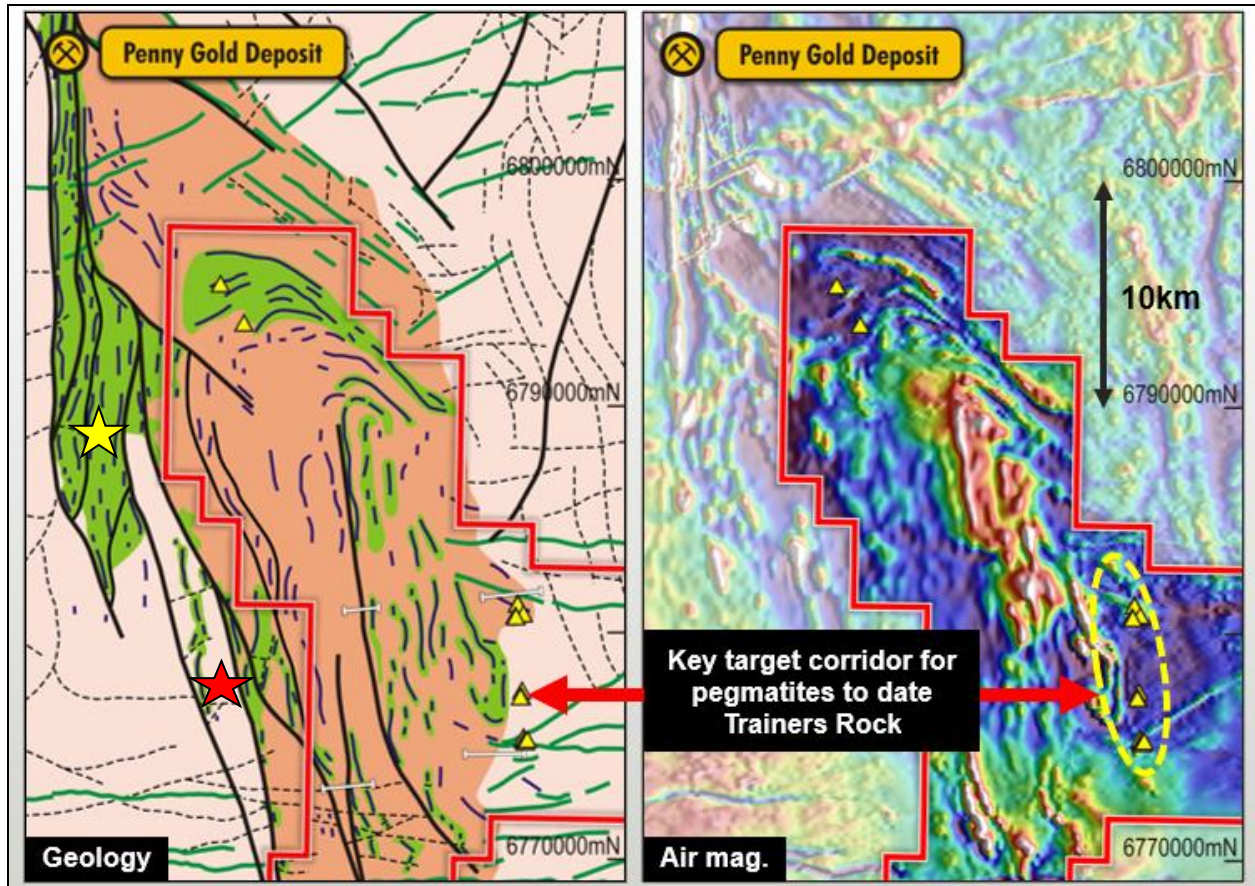 Penny Gold Deposit
6800000mN
6790000mN
6770000mN
Geology
Penny Gold Deposit
6800000mN
10km
6790000mN
Key target corridor for
pegmatites to date
Trainers Rock
6770000mN
Air mag.